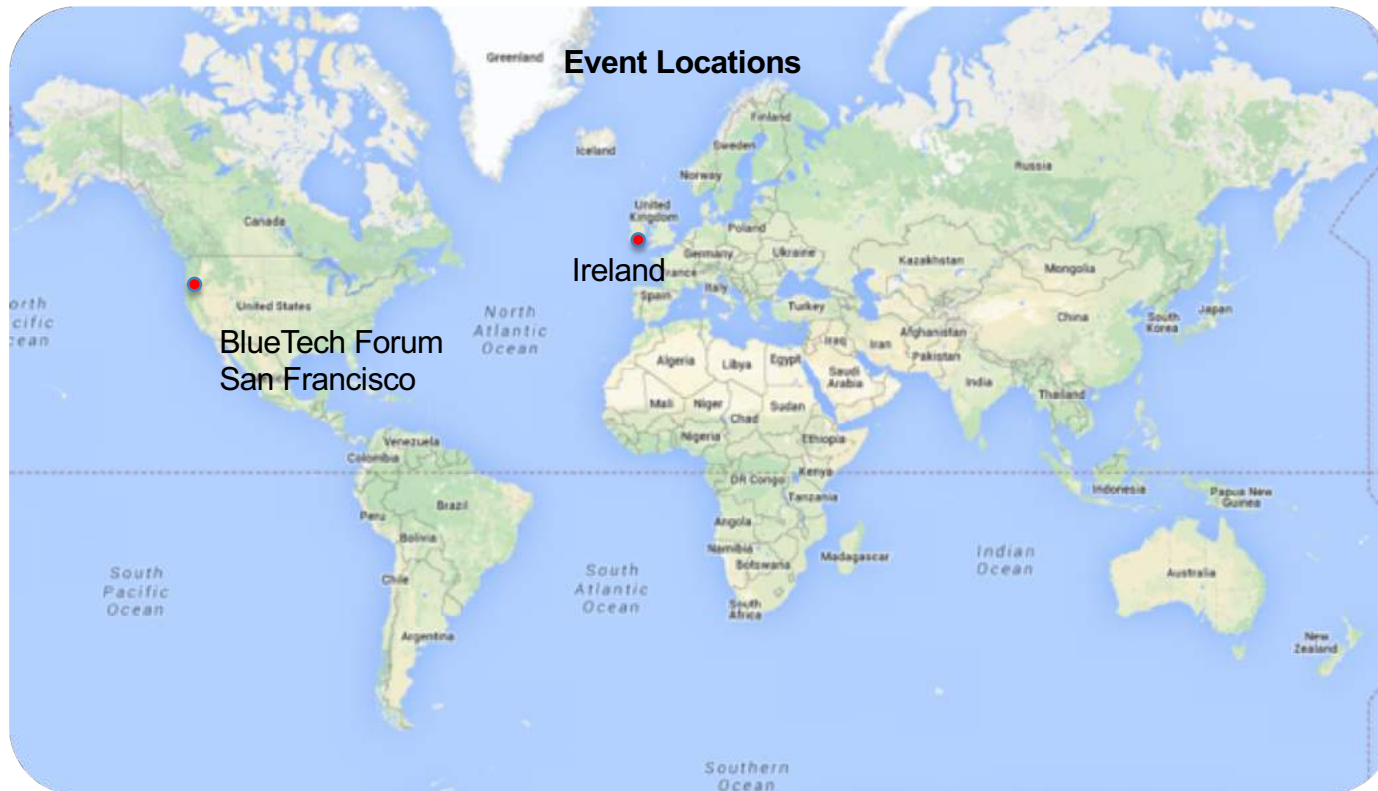 Event Locations
Greenland
Finland
Iceland
Sweden
Norway
Russia
United
Kingdom
Canada
Poland
Germany
Ukraine
Kazakhstan
Mongolia
Ireland
rance
Italy
Spain
Turkey
orth
cific
cean
United States
North
Atlantic
Ocean
China
South
Korea
Japan
Afghanistan
Iraq
Iran
Pakistan
BlueTech Forum
San Francisco
Algeria
Libya
Egypt
Saudi
Arabia
India
Thailand
Mali
Niger
Chad
Sudan
Nigeria
Ethiopia
Venezuela
Colombia
DR Congo
Kenya
Tanzania
Indonesia
Papua New
Guinea
Brazil
Peru
Bolivia
Angola
Namibia
Botswana
Madagascar
Indian
Ocean
Australia
South
Pacific
Ocean
Chile
South
Atlantic
Ocean
South
Africa
Argentina
New
Zealand
Southern
Ocean